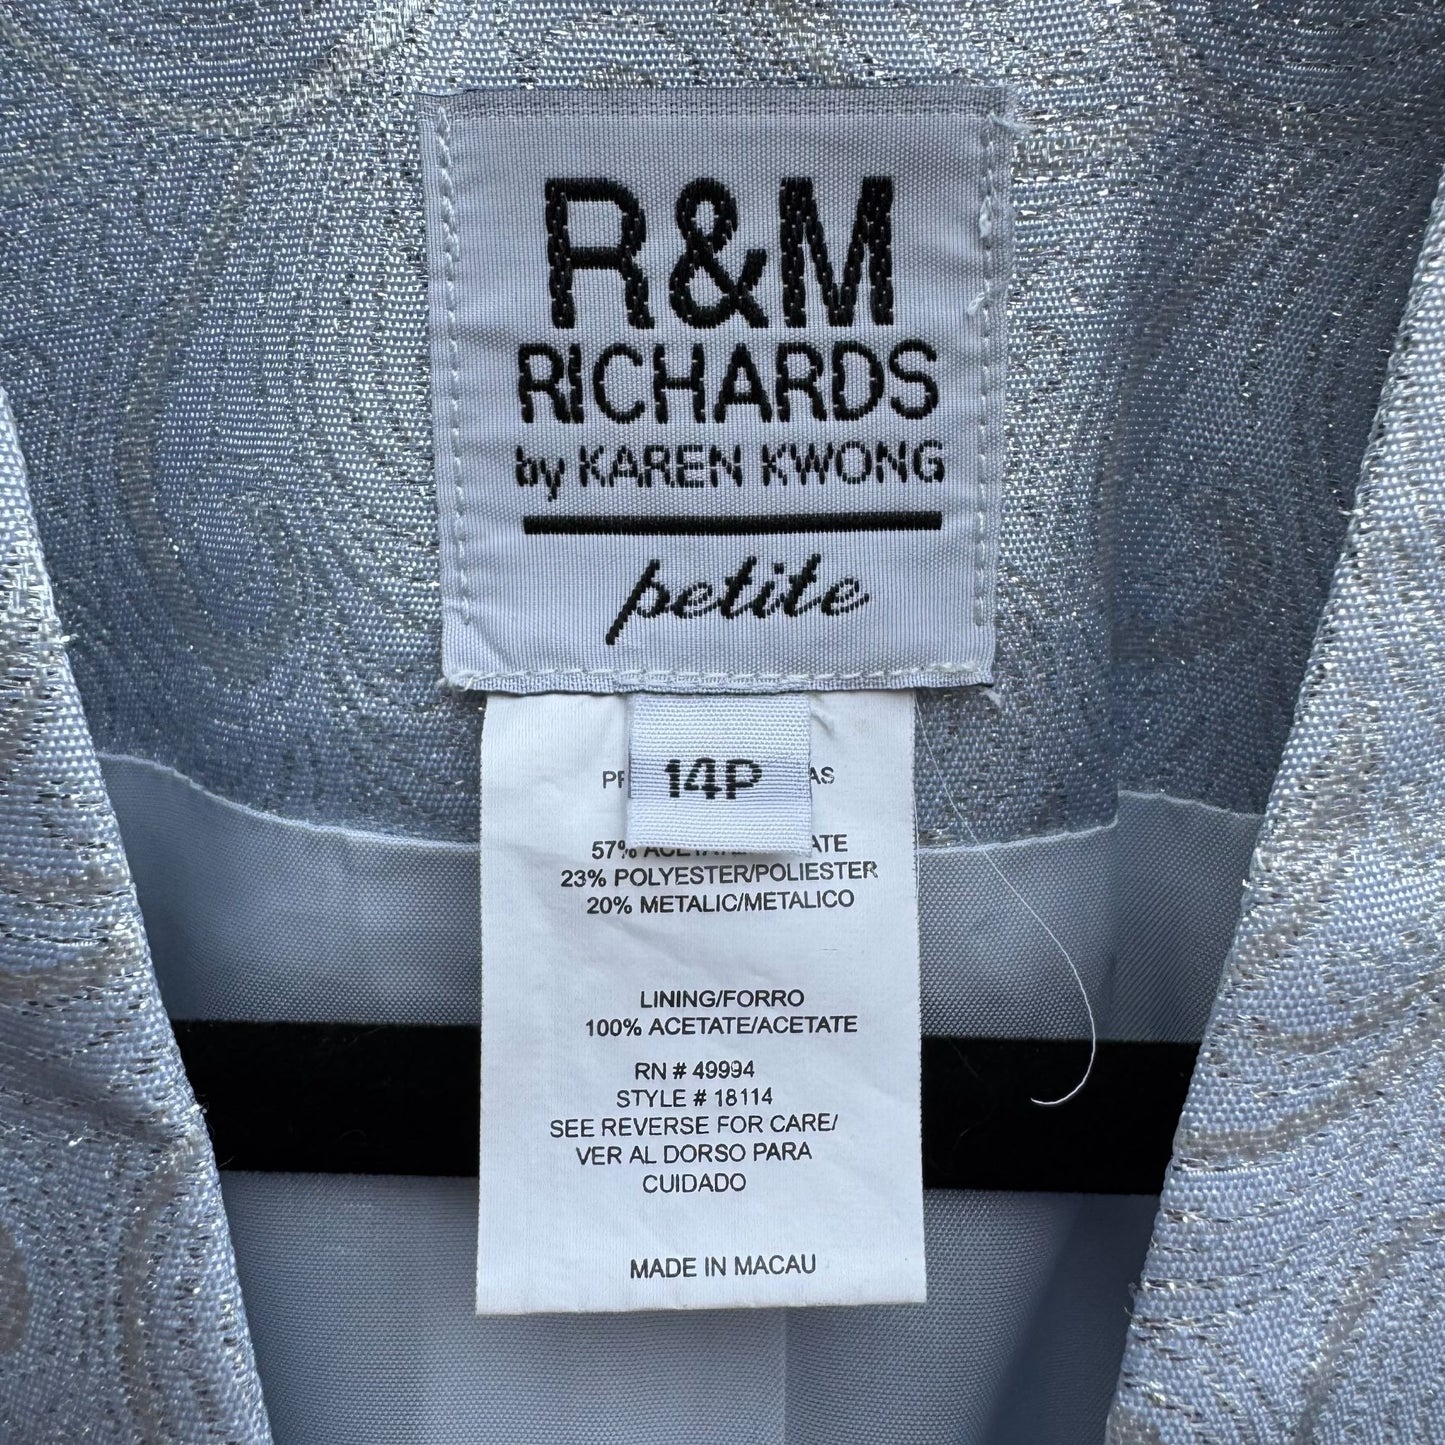 R&M
RICHARDS
by KAREN KWONG
petite
14P
57%
23% POLYESTER/POLIESTER
20% METALIC/METALICO
LINING/FORRO
100% ACETATE/ACETATE
RN # 49994
STYLE # 18114
SEE REVERSE FOR CARE/
VER AL DORSO PARA
CUIDADO
MADE IN MACAU